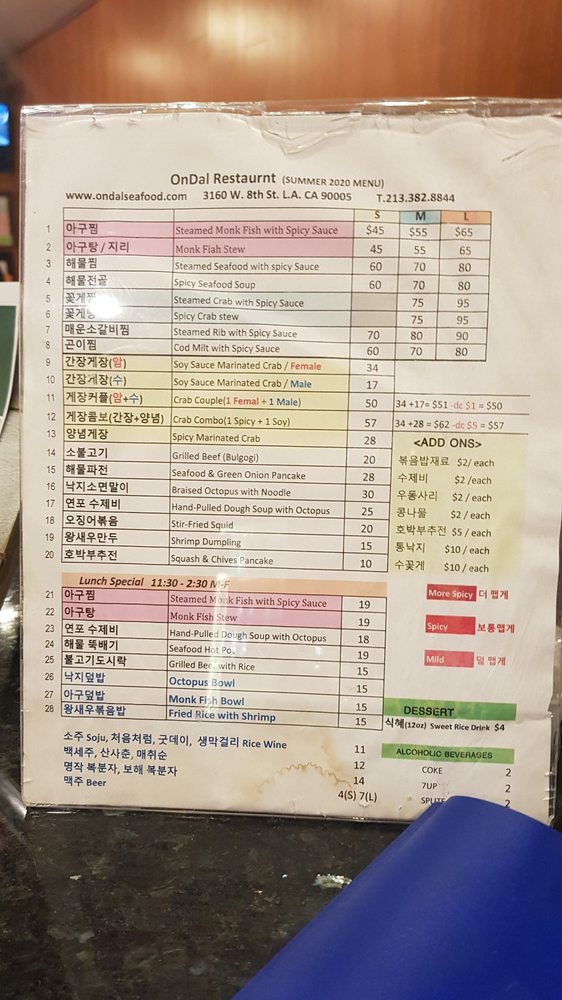 OnDal Restaurnt (SUMMER 2020 MENU)
www.ondalseafood.com 3160 W. 8th St. L.A. CA 90005 T.213.382.8844
S M L
1 아구찜 Steamed Monk Fish with Spicy Sauce $45 $55 $65
2 아구탕 / 지리 Monk Fiah Stew 45 55 65
3 해물찜 Steamed Seafood with spicy Sauce 60 70 80
4 해물전골 Spicy Seafood Soup 60 70 80
5 꽃게찜 Steamed Crab with Spicy Sauce 75 95
6 꽃게탕 Spicy Crab stew 75 95
7 매운소갈비찜 Steamed Rib with Spicy Sauce 70 80 90
8 곤이찜 Cod Milt with Spicy Sauce 60 70 80
9 간장게장(암) Soy Sauce Marinated Crab / Female 34
10 간장게장(수) Soy Sauce Marinated Crab / Male 17
11 게장커플(암+수) Crab Couple(1 Femal + 1 Male) 50 34 +17= $51 -dc $1 = $50
12 게장콤보(간장+양념) Crab Combo(1 Spicy + 1 Soy) 57 34 +28 = $62 -dc $5 = $57
13 양념게장 Spicy Marinated Crab 28
14 소불고기 Grilled Beef (Bulgogi) 20
15 해물파전 Seafood & Green Onion Pancake 28
16 낙지소면말이 Braised Octopus with Noodle 30
17 연포 수제비 Hand-Pulled Dough Soup with Octopus 25
18 오징어볶음 Stir-Fried Squid 20
19 왕새우만두 Shrimp Dumpling 15
20 호박부추전 Squash & Chives Pancake 10
<ADD ONS>
볶음밥재료 $2/ each
수제비 $2 / each
우동사리 $2 / each
콩나물 $2 / each
호박부추전 $5 / each
통낙지 $10 / each
수꽃게 $10 / each
Lunch Special 11:30 - 2:30 M-F
21 아구찜 Steamed Monk Fish with Spicy Sauce 19
22 아구탕 Monk Fish Stew 19
23 연포 수제비 Hand-Pulled Dough Soup with Octopus 18
24 해물 뚝배기 Seafood Hot Pot 19
25 불고기도시락 Grilled Beef with Rice 15
26 낙지덮밥 Octopus Bowl 15
27 아구덮밥 Monk Fish Bowl 15
28 왕새우볶음밥 Fried Rice with Shrimp 15
More Spicy 더 맵게
Spicy 보통맵게
Mild 덜 맵게
DESSERT
식혜(12oz) Sweet Rice Drink $4
소주 Soju, 처음처럼, 굿데이, 생막걸리 Rice Wine 11
백세주, 산사춘, 매취순 12
명작 복분자, 보해 복분자 14
맥주 Beer 4(S) 7(L)
ALCOHOLIC BEVERAGES
COKE 2
7UP 2
SPLITE 2